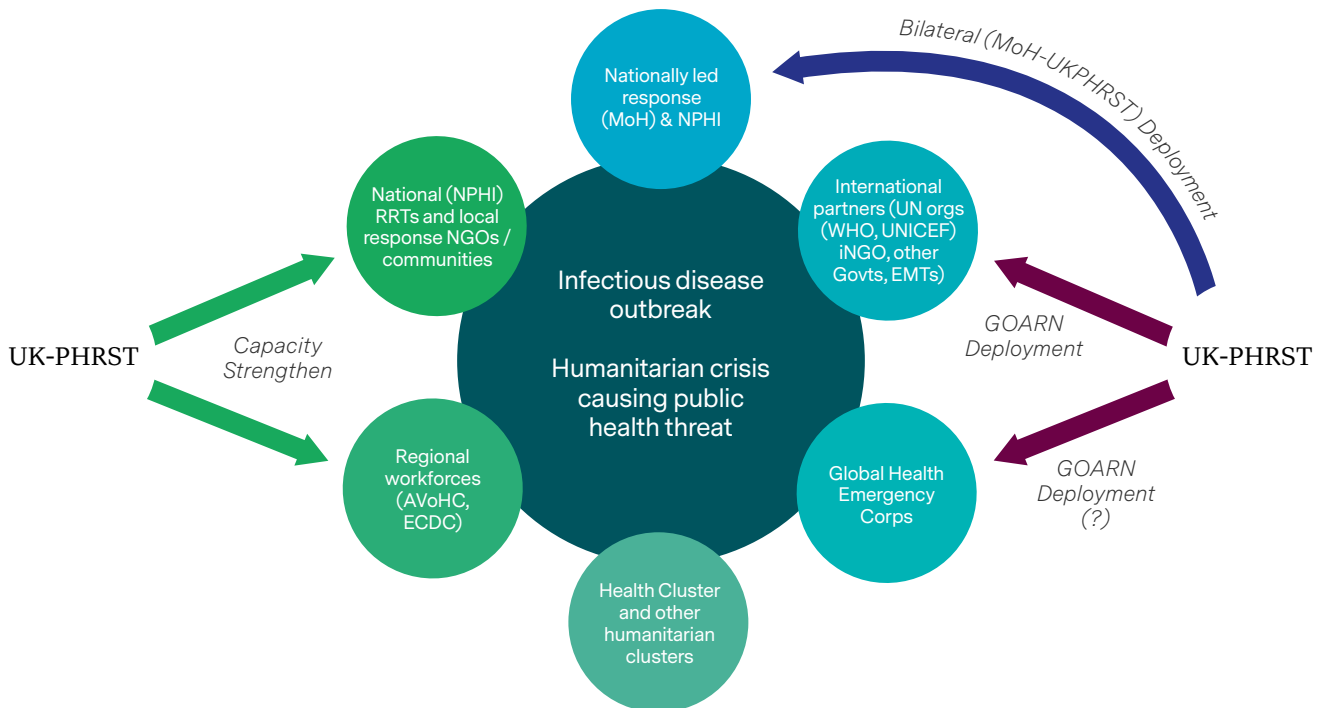 Bilateral (MoH-UKPHRST) Deployment
Nationally led
response
(MoH) & NPHI
National (NPHI)
RRTs and local
response NGOs /
communities
International
partners (UN orgs
(WHO, UNICEF)
iNGO, other
Govts, EMTs)
Infectious disease
outbreak
Humanitarian crisis
causing public
health threat
UK-PHRST
Capacity
Strengthen
GOARN
Deployment
UK-PHRST
Regional
workforces
(AVoHC,
ECDC)
Global Health
Emergency
Corps
GOARN
Deployment
(?)
Health Cluster
and other
humanitarian
clusters